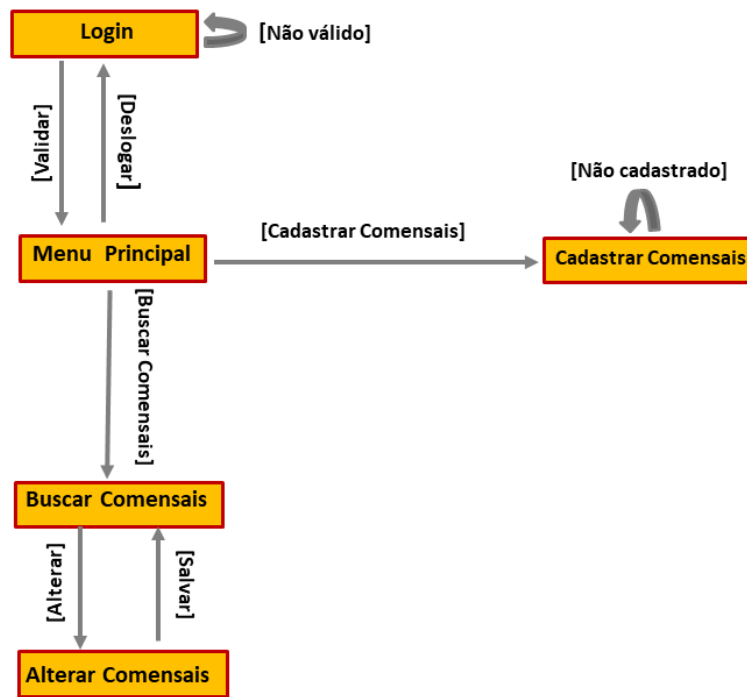 Login
[Não válido]
[Validar]
[Deslogar]
[Não cadastrado]
[Cadastrar Comensais]
Menu Principal
Cadastrar Comensais
[Buscar Comensais]
Buscar Comensais
[Alterar]
[Salvar]
Alterar Comensais